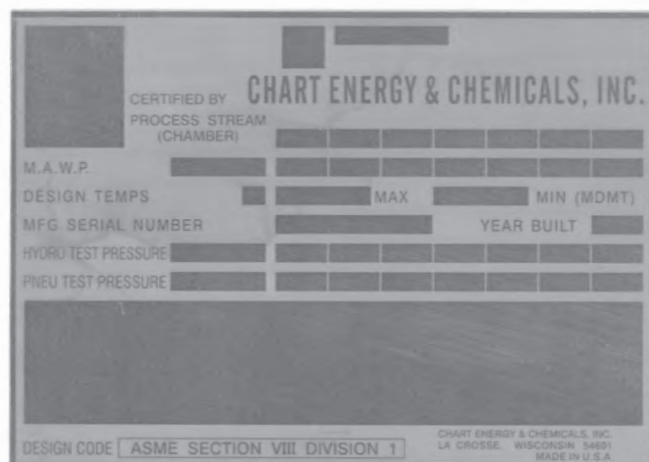 CERTIFIED BY CHART ENERGY & CHEMICALS, INC.
PROCESS STREAM
(CHAMBER)
M.A.W.P.
DESIGN TEMPS MAX MIN (MDMT)
MFG SERIAL NUMBER YEAR BUILT
HYDRO TEST PRESSURE
PNEU TEST PRESSURE
DESIGN CODE ASME SECTION VIII DIVISION 1
CHART ENERGY & CHEMICALS, INC.
LA CROSSE, WISCONSIN 54601
MADE IN U.S.A.